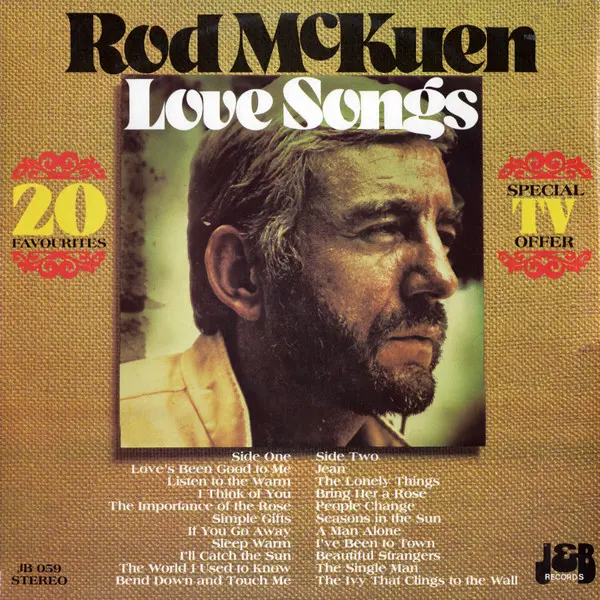 Rod McKuen
Love Songs
20
FAVOURITES
SPECIAL
TV
OFFER
Side One
Love's Been Good to Me
Listen to the Warm
I Think of You
The Importance of the Rose
Simple Gifts
If You Go Away
Sleep Warm
I'll Catch the Sun
The World I Used to Know
Bend Down and Touch Me
Side Two
Jean
The Lonely Things
Bring Her a Rose
People Change
Seasons in the Sun
A Man Alone
I've Been to Town
Beautiful Strangers
The Single Man
The Ivy That Clings to the Wall
JB 059
STEREO
J&B
RECORDS